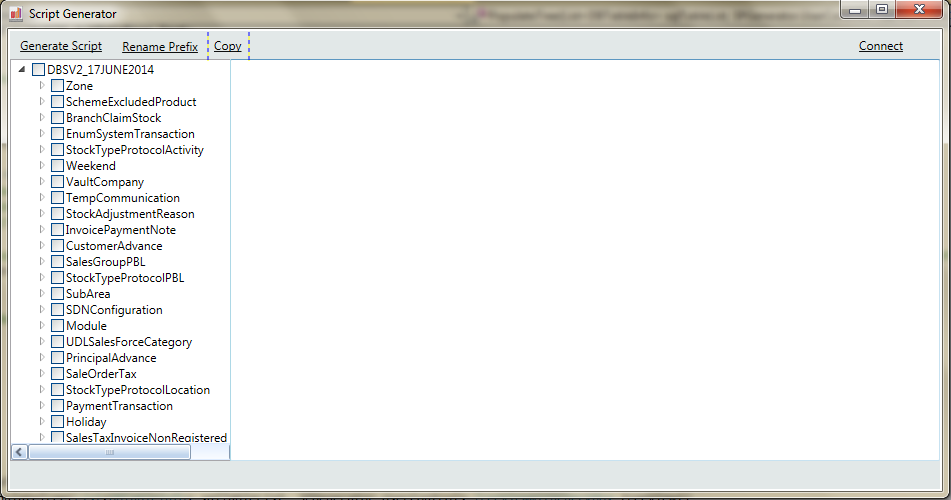 Script Generator
Generate Script Rename Prefix Copy Connect
DBSV2_17JUNE2014
Zone
SchemeExcludedProduct
BranchClaimStock
EnumSystemTransaction
StockTypeProtocolActivity
Weekend
VaultCompany
TempCommunication
StockAdjustmentReason
InvoicePaymentNote
CustomerAdvance
SalesGroupPBL
StockTypeProtocolPBL
SubArea
SDNConfiguration
Module
UDLSalesForceCategory
PrincipalAdvance
SaleOrderTax
StockTypeProtocolLocation
PaymentTransaction
Holiday
SalesTaxInvoiceNonRegistered